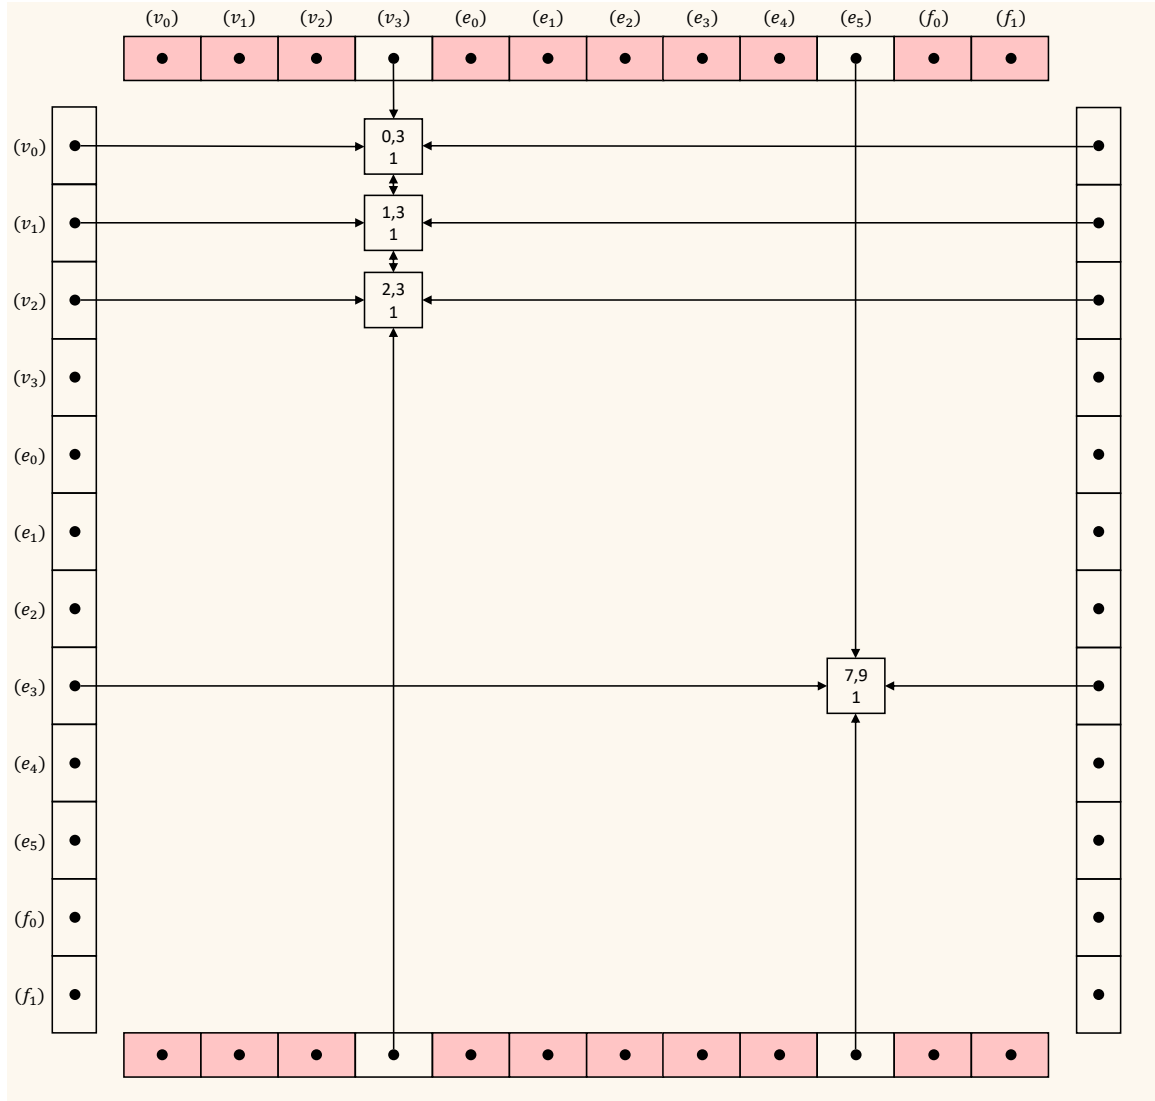 (v₀) (v₁) (v₂) (v₃) (e₀) (e₁) (e₂) (e₃) (e₄) (e₅) (f₀) (f₁)
(v₀)
0,3
1
(v₁)
1,3
1
(v₂)
2,3
1
(v₃)
(e₀)
(e₁)
(e₂)
(e₃)
7,9
1
(e₄)
(e₅)
(f₀)
(f₁)